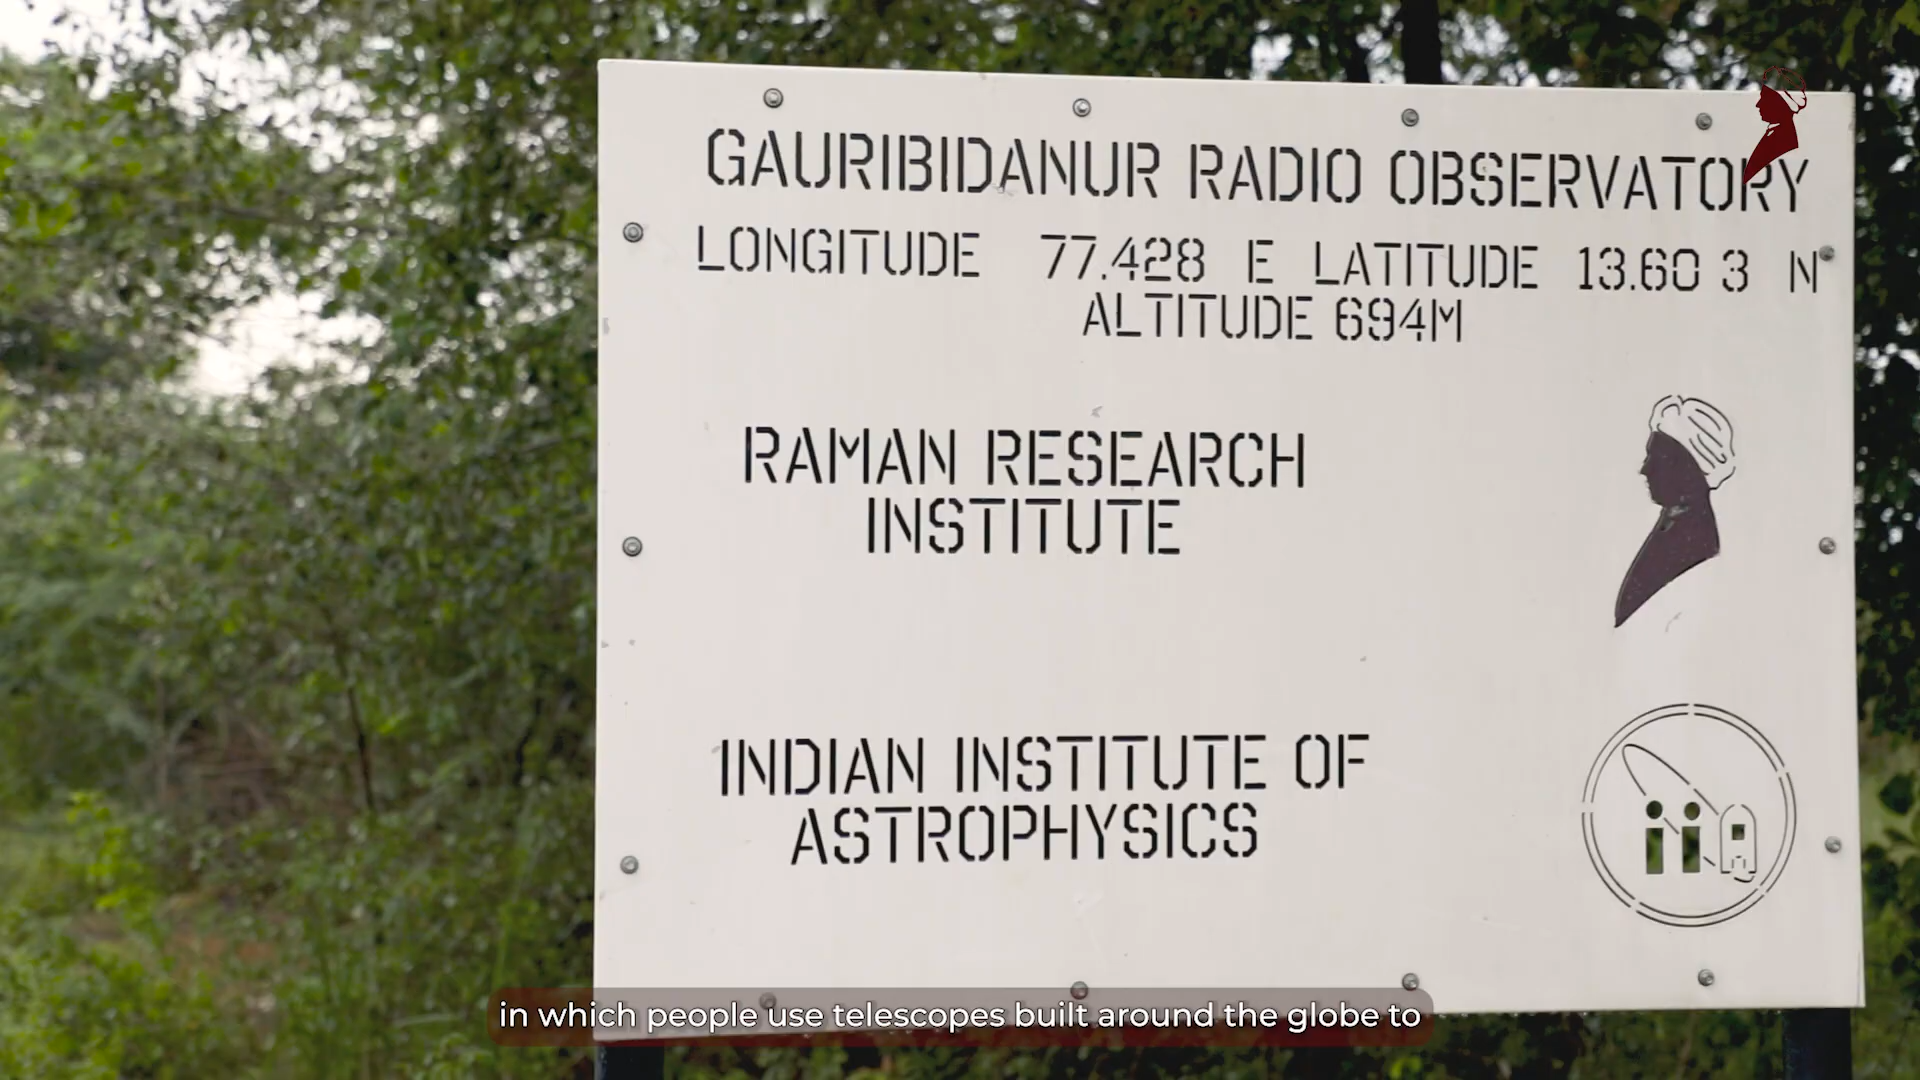 GAURIBIDANUR RADIO OBSERVATORY
LONGITUDE 77.428 E LATITUDE 13.60 3 N
ALTITUDE 694M
RAMAN RESEARCH
INSTITUTE
INDIAN INSTITUTE OF
ASTROPHYSICS
iia
in which people use telescopes built around the globe to